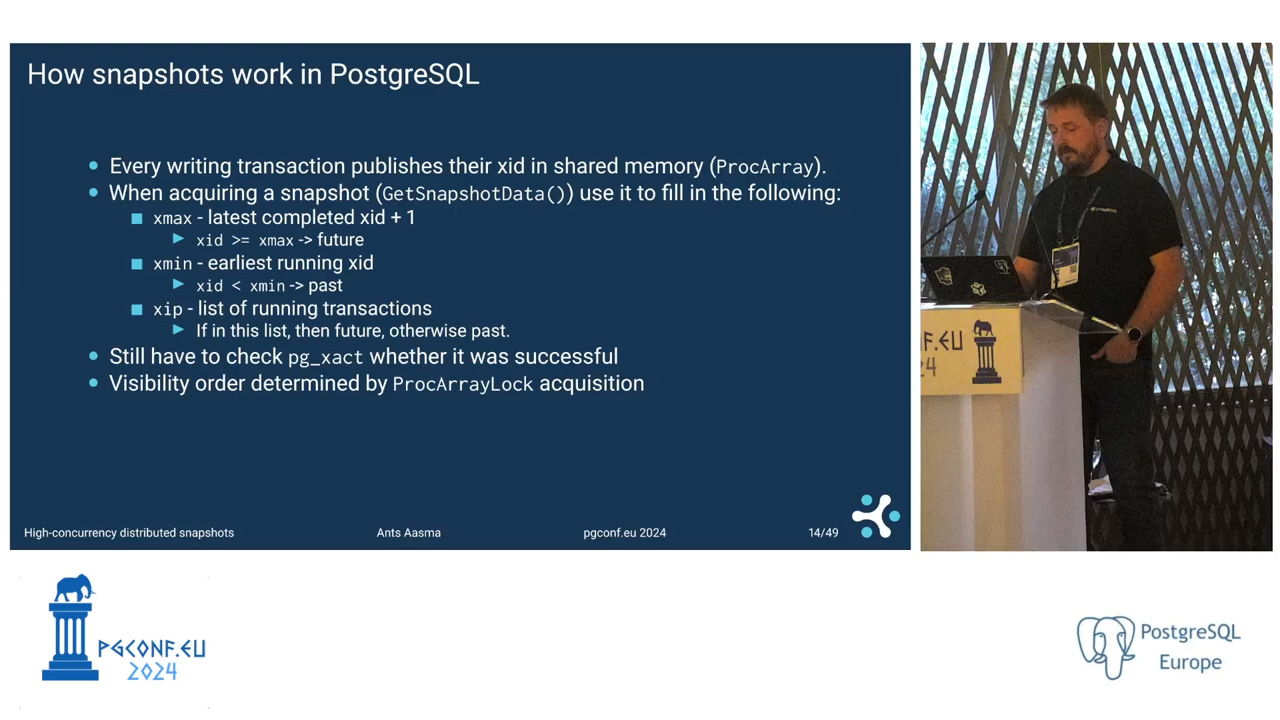 How snapshots work in PostgreSQL
Every writing transaction publishes their xid in shared memory (ProcArray).
When acquiring a snapshot (GetSnapshotData()) use it to fill in the following:
xmax - latest completed xid + 1
xid >= xmax -> future
xmin - earliest running xid
xid < xmin -> past
xip - list of running transactions
If in this list, then future, otherwise past.
Still have to check pg_xact whether it was successful
Visibility order determined by ProcArrayLock acquisition
High-concurrency distributed snapshots
Ants Aasma
pgconf.eu 2024
14/49
F.EU
24
PGCONF.EU
2024
PostgreSQL
Europe